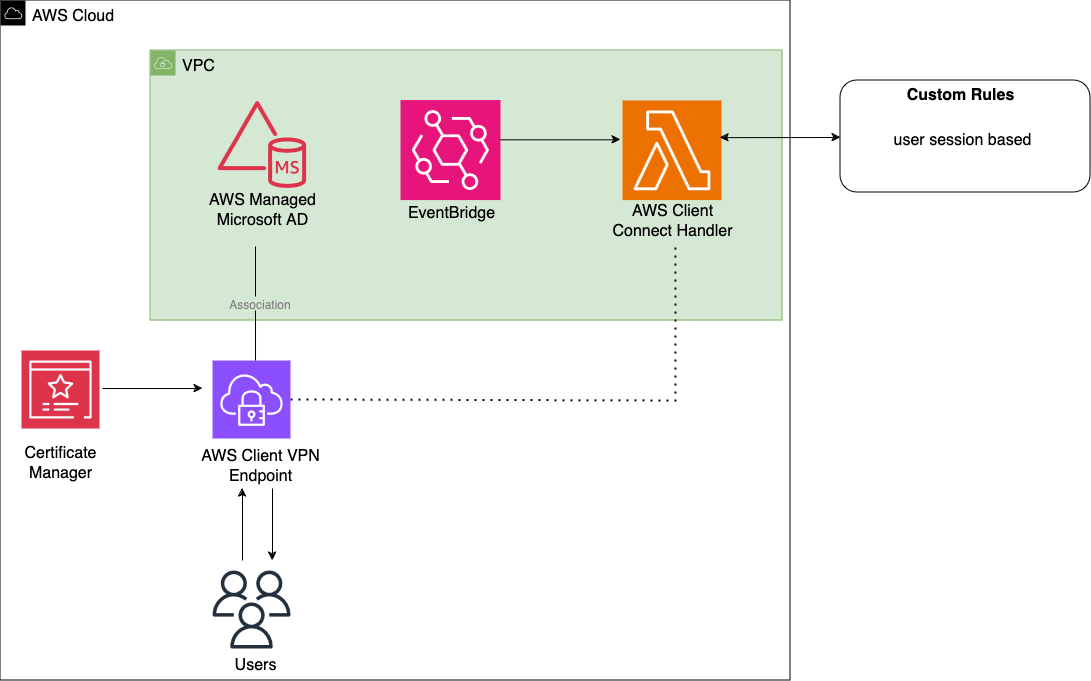 AWS Cloud
VPC
Custom Rules
user session based
MS
AWS Managed
Microsoft AD
EventBridge
AWS Client
Connect Handler
Association
Certificate
Manager
AWS Client VPN
Endpoint
Users